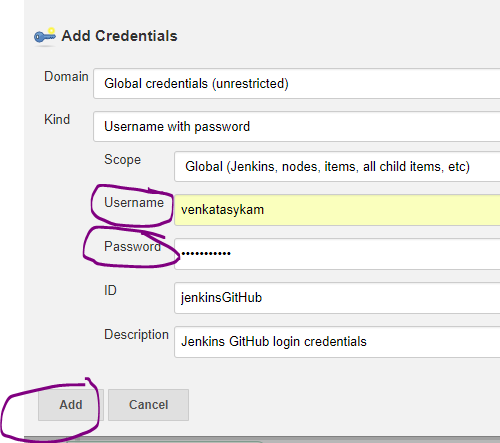 Add Credentials
Domain Global credentials (unrestricted)
Kind Username with password
Scope Global (Jenkins, nodes, items, all child items, etc)
Username venkatasykam
Password •••••••••••
ID jenkinsGitHub
Description Jenkins GitHub login credentials
Add Cancel